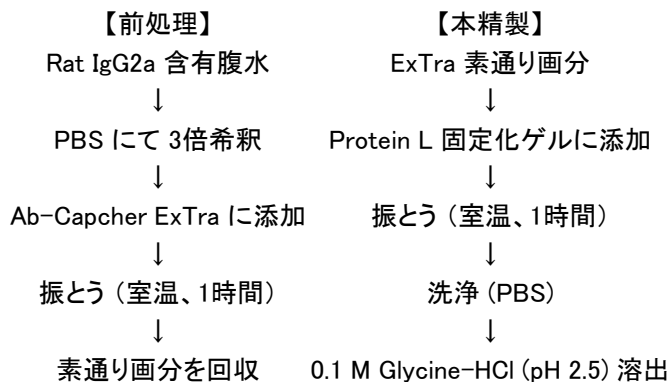 【前処理】
Rat IgG2a 含有腹水
↓
PBS にて 3倍希釈
↓
Ab-Capcher ExTra に添加
↓
振とう (室温、1時間)
↓
素通り画分を回収
【本精製】
ExTra 素通り画分
↓
Protein L 固定化ゲルに添加
↓
振とう (室温、1時間)
↓
洗浄 (PBS)
↓
0.1 M Glycine-HCl (pH 2.5) 溶出